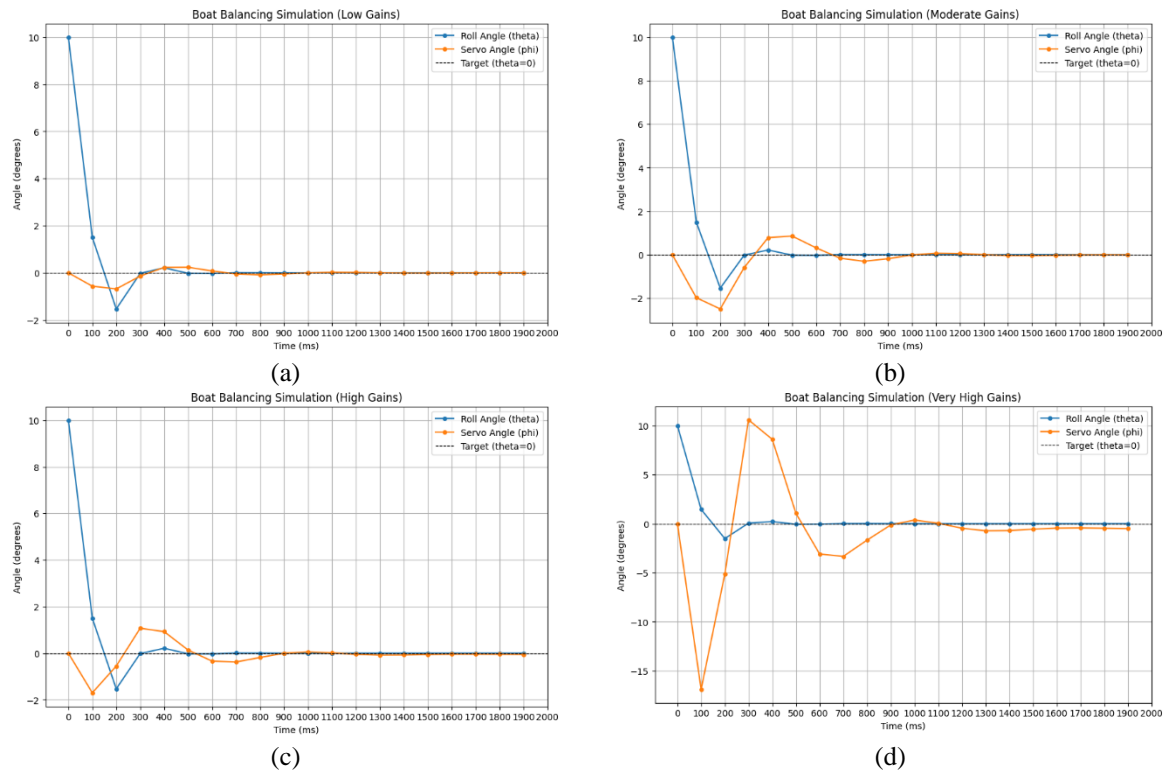 Boat Balancing Simulation (Low Gains)
Roll Angle (theta)
Servo Angle (phi)
Target (theta=0)
Angle (degrees)
10
8
6
4
2
0
−2
0 100 200 300 400 500 600 700 800 900 1000 1100 1200 1300 1400 1500 1600 1700 1800 1900 2000
Time (ms)
(a)
Boat Balancing Simulation (Moderate Gains)
Roll Angle (theta)
Servo Angle (phi)
Target (theta=0)
Angle (degrees)
10
8
6
4
2
0
−2
0 100 200 300 400 500 600 700 800 900 1000 1100 1200 1300 1400 1500 1600 1700 1800 1900 2000
Time (ms)
(b)
Boat Balancing Simulation (High Gains)
Roll Angle (theta)
Servo Angle (phi)
Target (theta=0)
Angle (degrees)
10
8
6
4
2
0
−2
0 100 200 300 400 500 600 700 800 900 1000 1100 1200 1300 1400 1500 1600 1700 1800 1900 2000
Time (ms)
(c)
Boat Balancing Simulation (Very High Gains)
Roll Angle (theta)
Servo Angle (phi)
Target (theta=0)
Angle (degrees)
10
5
0
−5
−10
−15
0 100 200 300 400 500 600 700 800 900 1000 1100 1200 1300 1400 1500 1600 1700 1800 1900 2000
Time (ms)
(d)